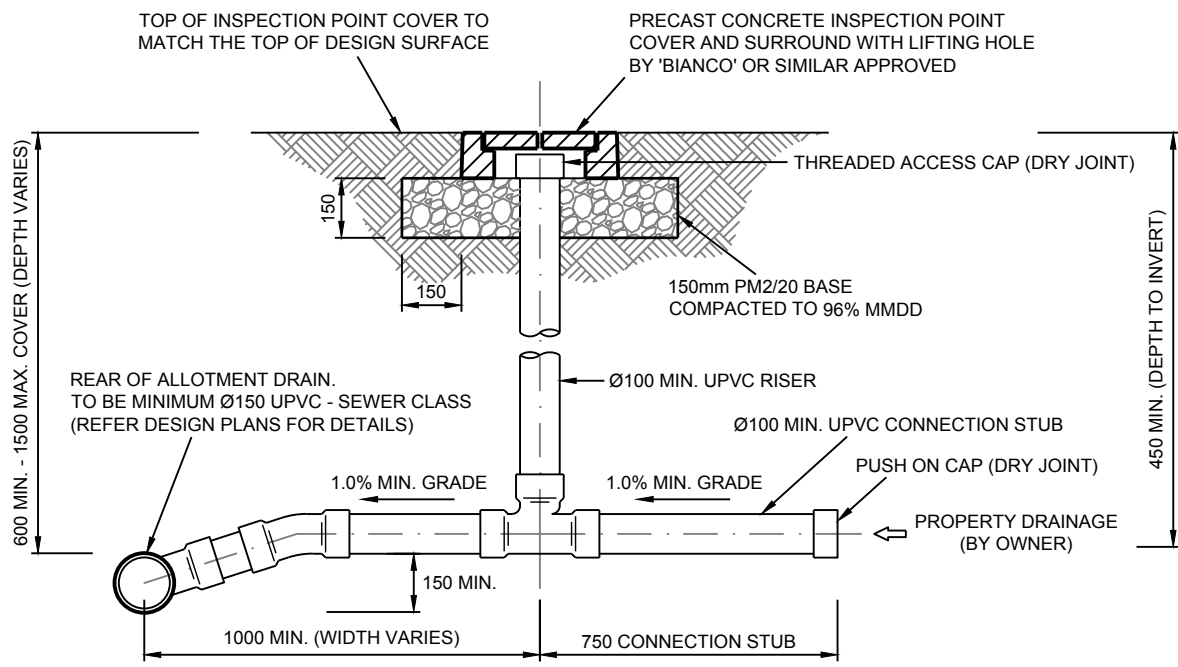 TOP OF INSPECTION POINT COVER TO
MATCH THE TOP OF DESIGN SURFACE
PRECAST CONCRETE INSPECTION POINT
COVER AND SURROUND WITH LIFTING HOLE
BY 'BIANCO' OR SIMILAR APPROVED
THREADED ACCESS CAP (DRY JOINT)
150
150
150mm PM2/20 BASE
COMPACTED TO 96% MMDD
600 MIN. - 1500 MAX. COVER (DEPTH VARIES)
450 MIN. (DEPTH TO INVERT)
REAR OF ALLOTMENT DRAIN.
TO BE MINIMUM Ø150 UPVC - SEWER CLASS
(REFER DESIGN PLANS FOR DETAILS)
Ø100 MIN. UPVC RISER
Ø100 MIN. UPVC CONNECTION STUB
PUSH ON CAP (DRY JOINT)
1.0% MIN. GRADE
1.0% MIN. GRADE
PROPERTY DRAINAGE
(BY OWNER)
150 MIN.
1000 MIN. (WIDTH VARIES)
750 CONNECTION STUB